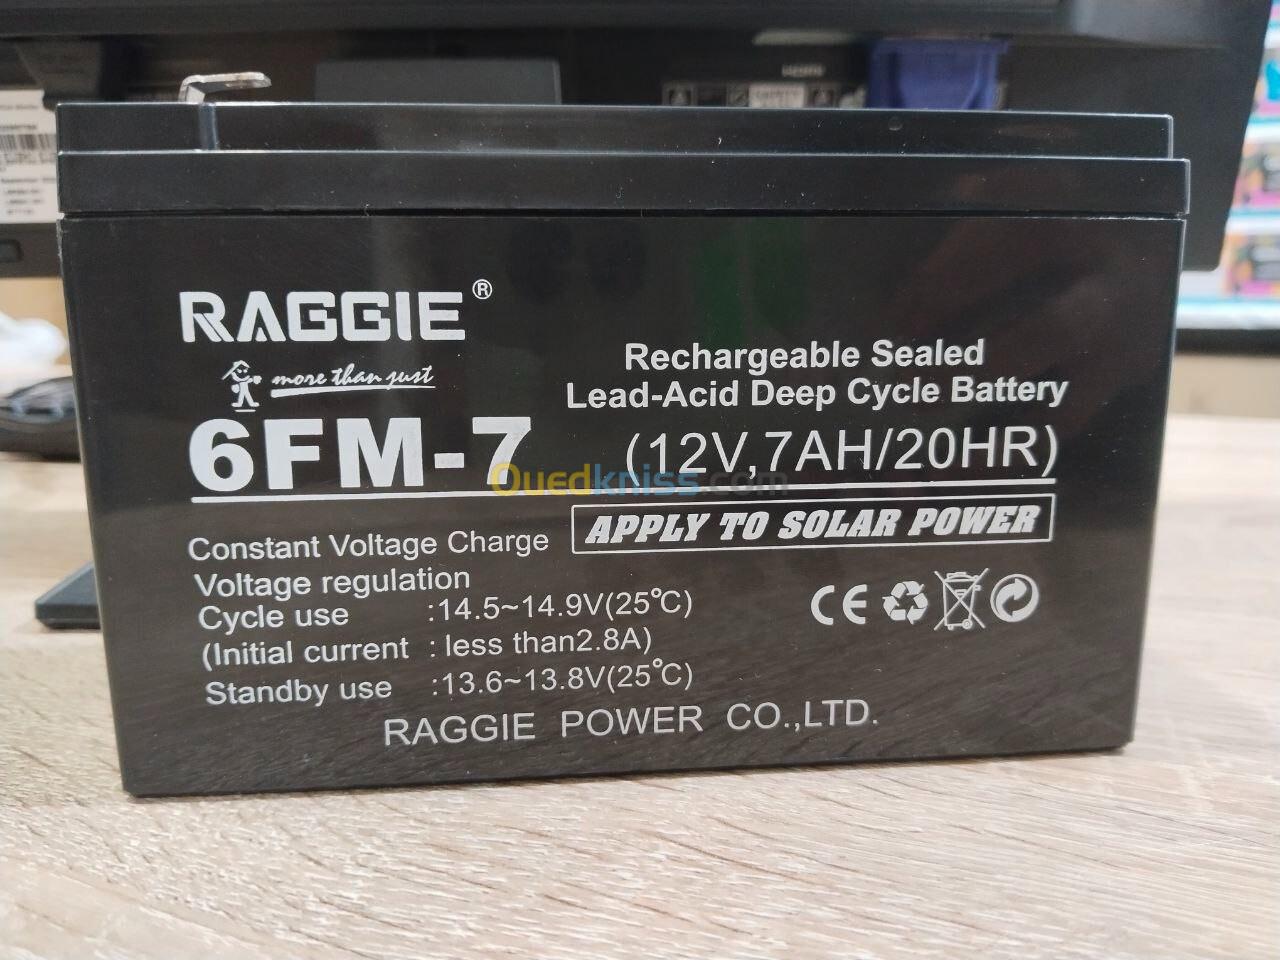 HDMI
RAGGIE®
more than just
6FM-7
Rechargeable Sealed
Lead-Acid Deep Cycle Battery
(12V,7AH/20HR)
Ouedkniss.com
APPLY TO SOLAR POWER
Constant Voltage Charge
Voltage regulation
Cycle use :14.5~14.9V(25℃)
(Initial current : less than2.8A)
Standby use :13.6~13.8V(25℃)
CE
RAGGIE POWER CO.,LTD.